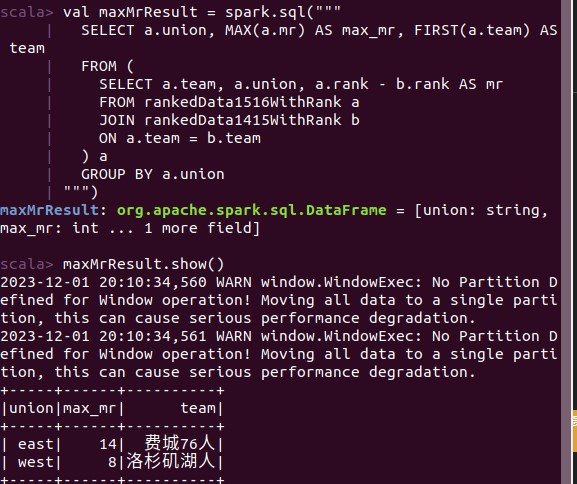 scala> val maxMrResult = spark.sql("""
     |   SELECT a.union, MAX(a.mr) AS max_mr, FIRST(a.team) AS
 team
     |   FROM (
     |     SELECT a.team, a.union, a.rank - b.rank AS mr
     |     FROM rankedData1516WithRank a
     |     JOIN rankedData1415WithRank b
     |     ON a.team = b.team
     |   ) a
     |   GROUP BY a.union
     | """)
maxMrResult: org.apache.spark.sql.DataFrame = [union: string,
max_mr: int ... 1 more field]
scala> maxMrResult.show()
2023-12-01 20:10:34,560 WARN window.WindowExec: No Partition D
efined for Window operation! Moving all data to a single parti
tion, this can cause serious performance degradation.
2023-12-01 20:10:34,561 WARN window.WindowExec: No Partition D
efined for Window operation! Moving all data to a single parti
tion, this can cause serious performance degradation.
+-----+------+----------+
|union|max_mr|      team|
+-----+------+----------+
| east|    14|  费城76人|
| west|     8|洛杉矶湖人|
+-----+------+----------+